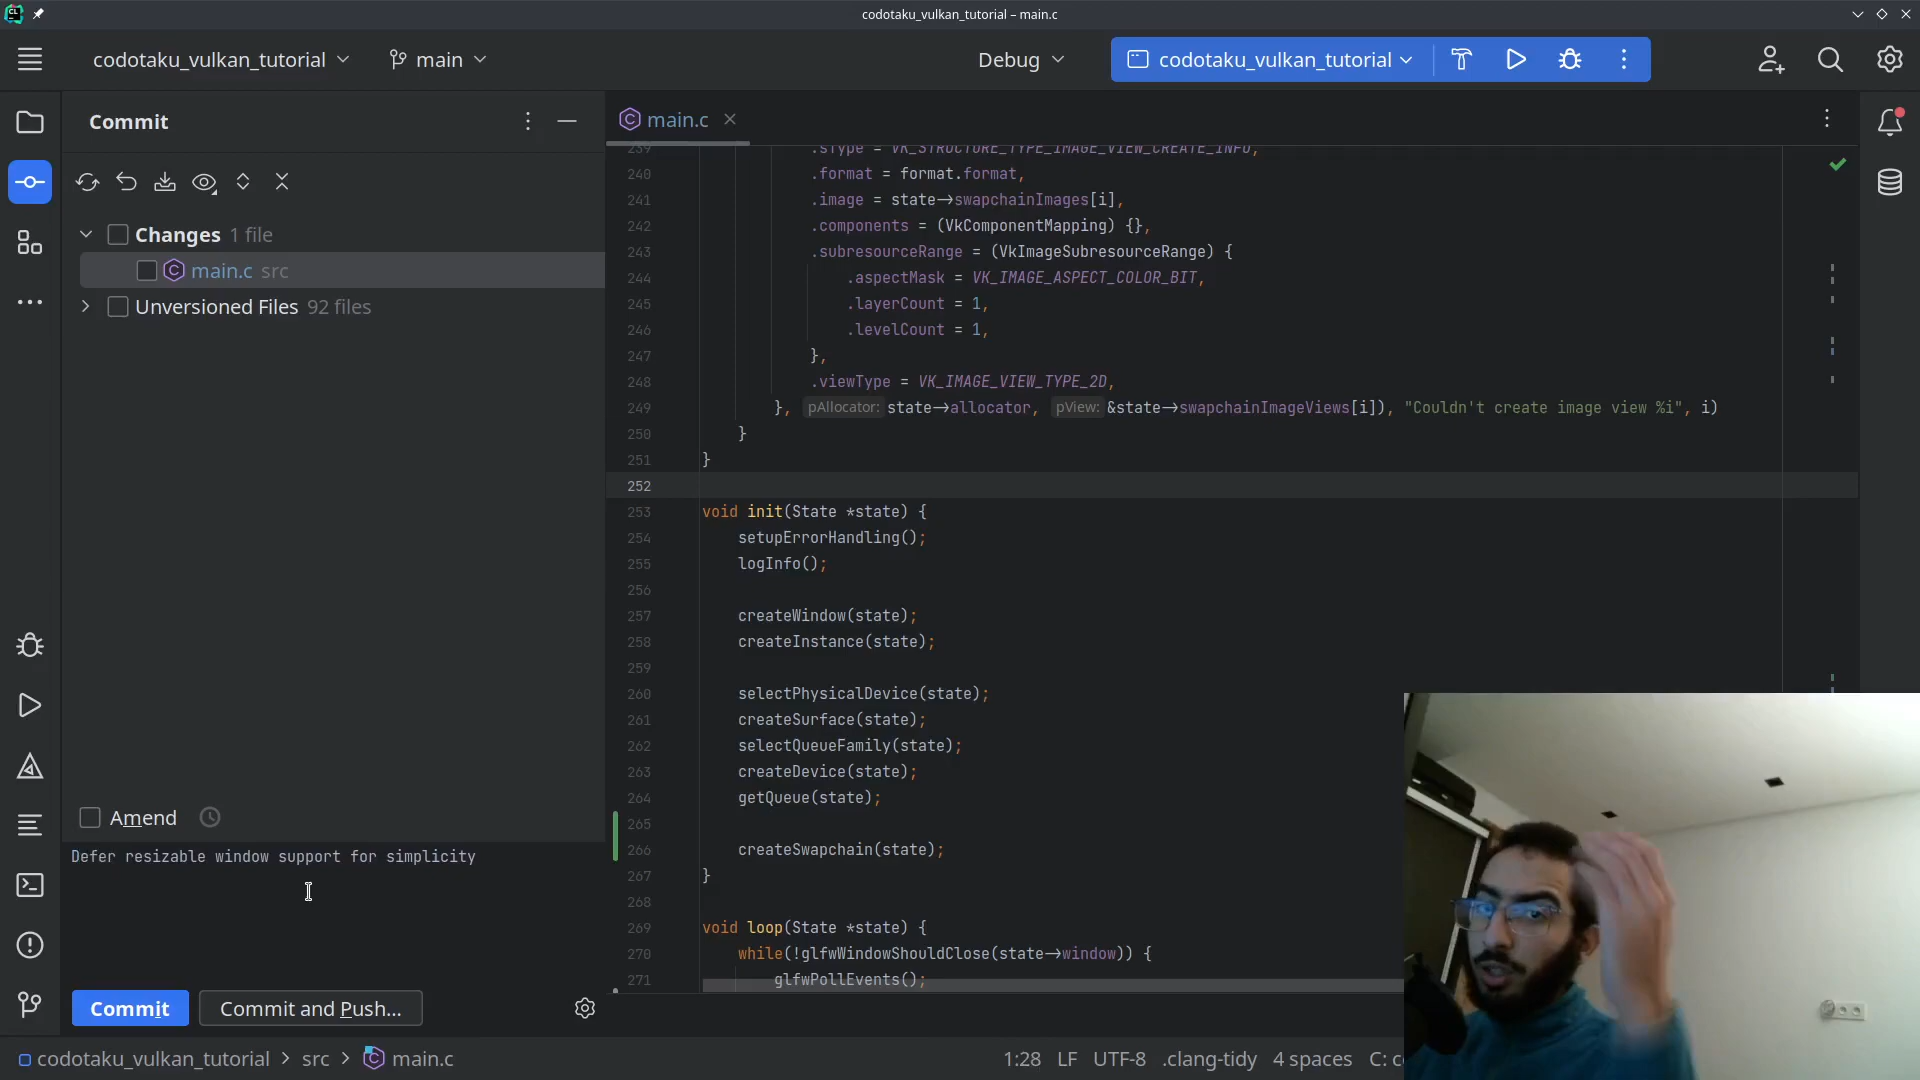 codotaku_vulkan_tutorial – main.c
codotaku_vulkan_tutorial
main
Debug
codotaku_vulkan_tutorial
Commit
main.c
Changes 1 file
main.c src
Unversioned Files 92 files
Amend
Defer resizable window support for simplicity
Commit
Commit and Push...
239 .sType = VK_STRUCTURE_TYPE_IMAGE_VIEW_CREATE_INFO,
240 .format = format.format,
241 .image = state→swapchainImages[i],
242 .components = (VkComponentMapping) {},
243 .subresourceRange = (VkImageSubresourceRange) {
244 .aspectMask = VK_IMAGE_ASPECT_COLOR_BIT,
245 .layerCount = 1,
246 .levelCount = 1,
247 },
248 .viewType = VK_IMAGE_VIEW_TYPE_2D,
249 }, pAllocator: state→allocator, pView: &state→swapchainImageViews[i]), "Couldn't create image view %i", i)
250 }
251 }
252
253 void init(State *state) {
254 setupErrorHandling();
255 logInfo();
256
257 createWindow(state);
258 createInstance(state);
259
260 selectPhysicalDevice(state);
261 createSurface(state);
262 selectQueueFamily(state);
263 createDevice(state);
264 getQueue(state);
265
266 createSwapchain(state);
267 }
268
269 void loop(State *state) {
270 while(!glfwWindowShouldClose(state→window)) {
271 glfwPollEvents();
codotaku_vulkan_tutorial > src > main.c
1:28 LF UTF-8 .clang-tidy 4 spaces C: